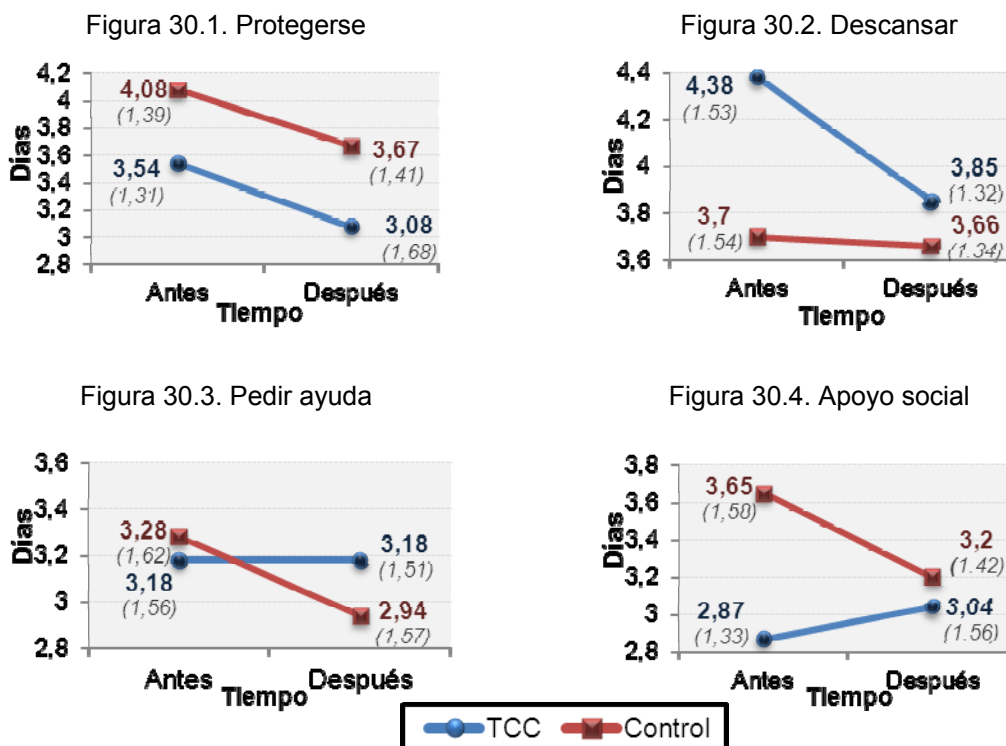 Figura 30.1. Protegerse
4,2
4
3,8
3,6
3,4
3,2
3
2,8
Días
4,08
(1,39)
3,54
(1,31)
3,67
(1,41)
3,08
(1,68)
Antes
Después
Tiempo
Figura 30.2. Descansar
4,4
4,2
4
3,8
3,6
Días
4,38
(1.53)
3,7
(1.54)
3,85
(1.32)
3,66
(1.34)
Antes
Después
Tiempo
Figura 30.3. Pedir ayuda
3,6
3,4
3,2
3
2,8
Días
3,28
(1,62)
3,18
(1,56)
3,18
(1,51)
2,94
(1,57)
Antes
Después
Tiempo
Figura 30.4. Apoyo social
3,8
3,6
3,4
3,2
3
2,8
Días
3,65
(1,58)
2,87
(1,33)
3,2
(1.42)
3,04
(1.56)
Antes
Después
Tiempo
TCC
Control